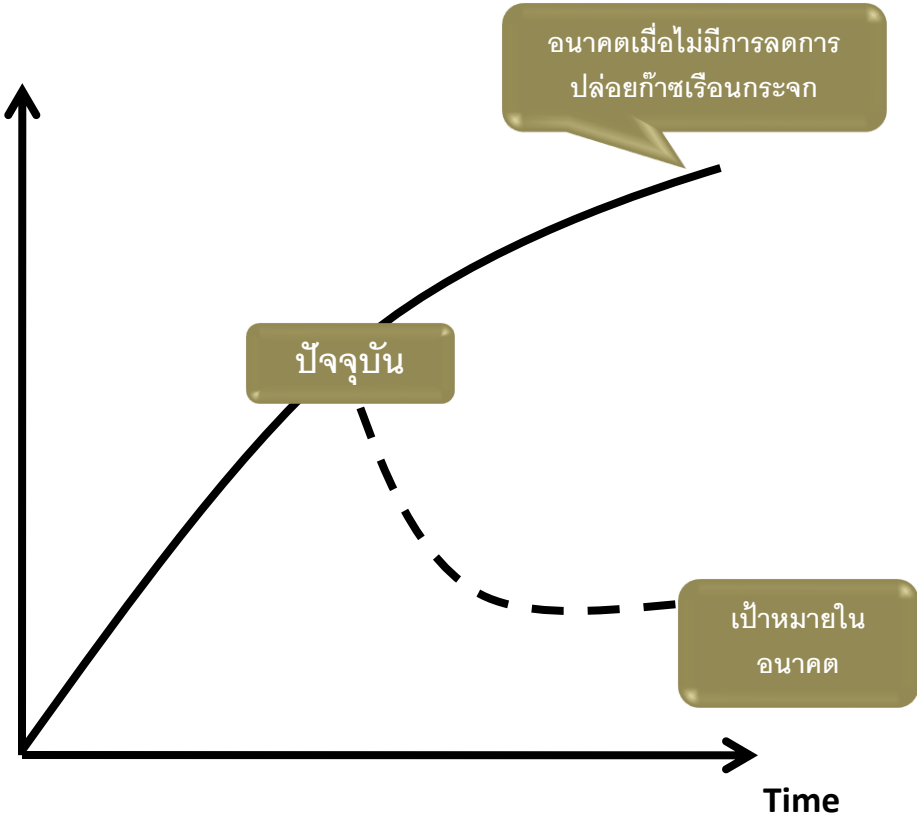 อนาคตเมื่อไม่มีการลดการ
ปล่อยก๊าซเรือนกระจก
ปัจจุบัน
เป้าหมายใน
อนาคต
Time